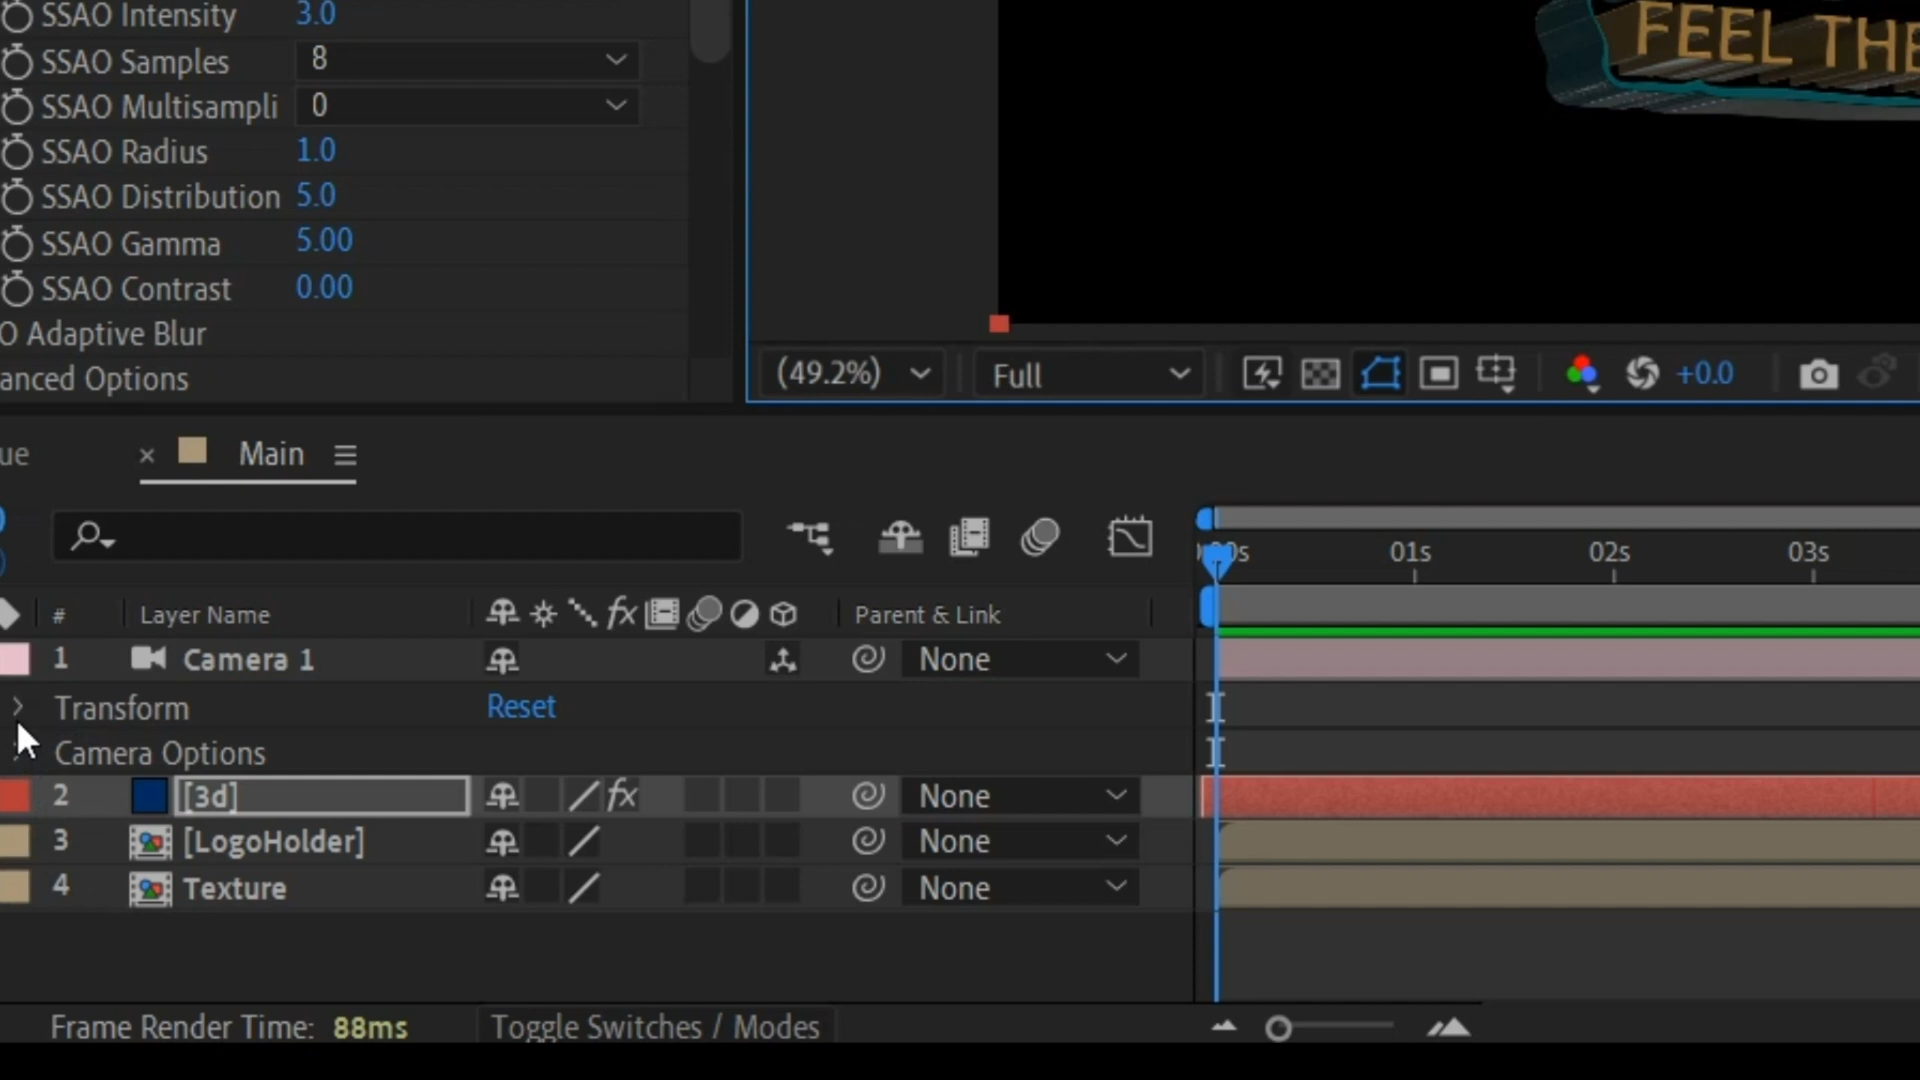 SSAO Intensity 3.0
SSAO Samples 8
SSAO Multisampli 0
SSAO Radius 1.0
SSAO Distribution 5.0
SSAO Gamma 5.00
SSAO Contrast 0.00
O Adaptive Blur
anced Options
FEEL THE
(49.2%) Full +0.0
ue × Main
01s 02s 03s
# Layer Name fx Parent & Link
1 Camera 1 None
Transform Reset
Camera Options
2 [3d] fx None
3 [LogoHolder] None
4 Texture None
Frame Render Time: 88ms Toggle Switches / Modes